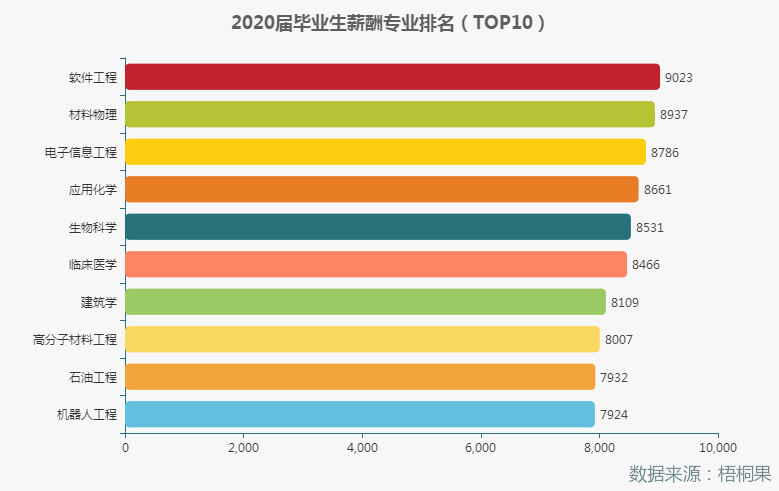 2020届毕业生薪酬专业排名（TOP10）
软件工程 9023
材料物理 8937
电子信息工程 8786
应用化学 8661
生物科学 8531
临床医学 8466
建筑学 8109
高分子材料工程 8007
石油工程 7932
机器人工程 7924
0 2,000 4,000 6,000 8,000 10,000
数据来源：梧桐果